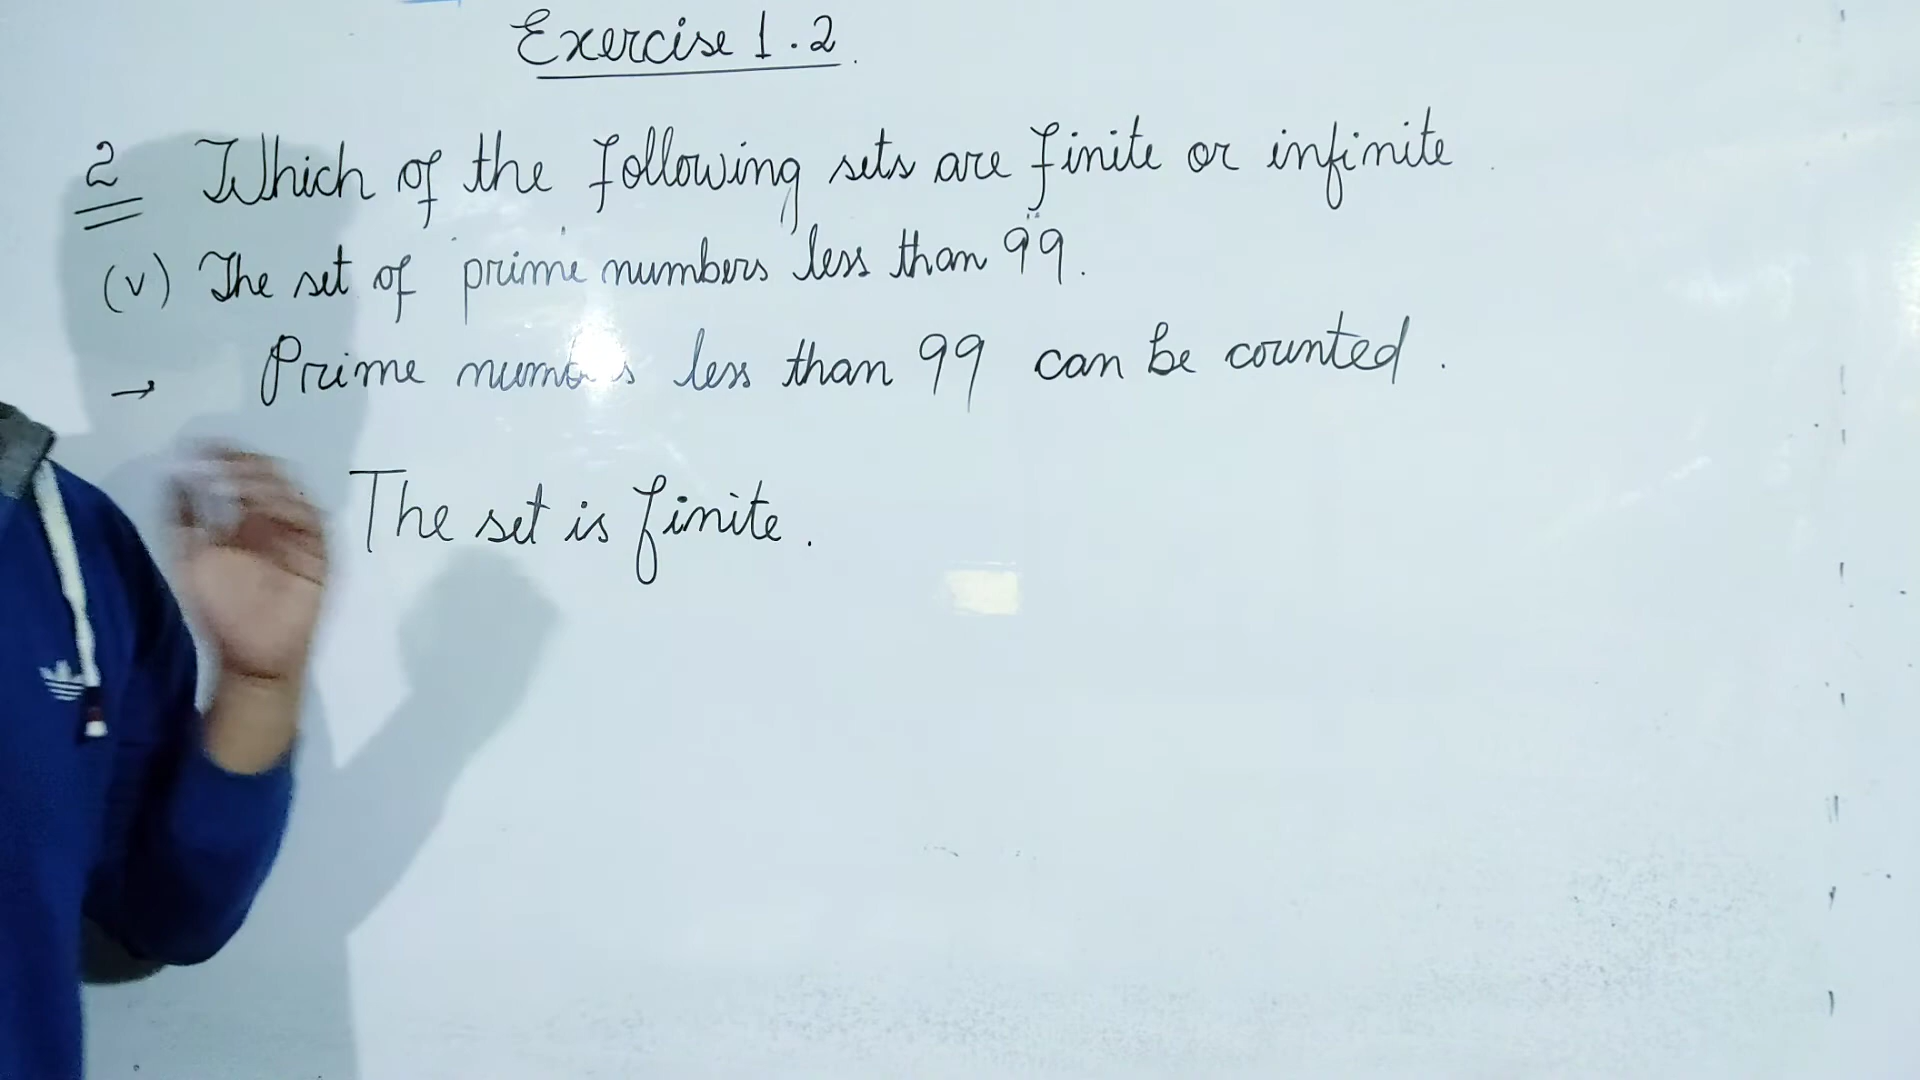 Exercise 1.2
2 Which of the following sets are finite or infinite
(v) The set of prime numbers less than 99.
→ Prime numbers less than 99 can be counted.
The set is finite.